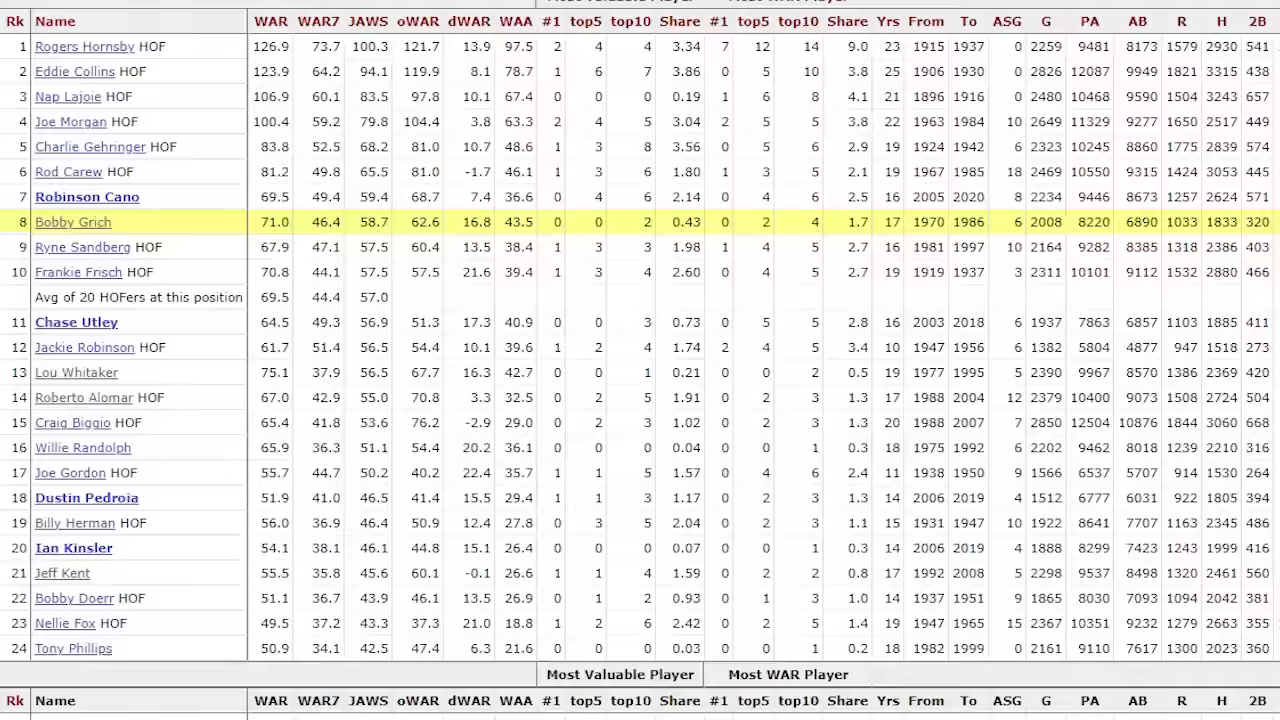 Rk Name WAR WAR7 JAWS oWAR dWAR WAA #1 top5 top10 Share #1 top5 top10 Share Yrs From To ASG G PA AB R H 2B
1 Rogers Hornsby HOF 126.9 73.7 100.3 121.7 13.9 97.5 2 4 4 3.34 7 12 14 9.0 23 1915 1937 0 2259 9481 8173 1579 2930 541
2 Eddie Collins HOF 123.9 64.2 94.1 119.9 8.1 78.7 1 6 7 3.86 0 5 10 3.8 25 1906 1930 0 2826 12087 9949 1821 3315 438
3 Nap Lajoie HOF 106.9 60.1 83.5 97.8 10.1 67.4 0 0 0 0.19 1 6 8 4.1 21 1896 1916 0 2480 10468 9590 1504 3243 657
4 Joe Morgan HOF 100.4 59.2 79.8 104.4 3.8 63.3 2 4 5 3.04 2 5 5 3.8 22 1963 1984 10 2649 11329 9277 1650 2517 449
5 Charlie Gehringer HOF 83.8 52.5 68.2 81.0 10.7 48.6 1 3 8 3.56 0 5 6 2.9 19 1924 1942 6 2323 10245 8860 1775 2839 574
6 Rod Carew HOF 81.2 49.8 65.5 81.0 -1.7 46.1 1 3 6 1.80 1 3 5 2.1 19 1967 1985 18 2469 10550 9315 1424 3053 445
7 Robinson Cano 69.5 49.4 59.4 68.7 7.4 36.6 0 4 6 2.14 0 4 6 2.5 16 2005 2020 8 2234 9446 8673 1257 2624 571
8 Bobby Grich 71.0 46.4 58.7 62.6 16.8 43.5 0 0 2 0.43 0 2 4 1.7 17 1970 1986 6 2008 8220 6890 1033 1833 320
9 Ryne Sandberg HOF 67.9 47.1 57.5 60.4 13.5 38.4 1 3 3 1.98 1 4 5 2.7 16 1981 1997 10 2164 9282 8385 1318 2386 403
10 Frankie Frisch HOF 70.8 44.1 57.5 57.5 21.6 39.4 1 3 4 2.60 0 4 5 2.7 19 1919 1937 3 2311 10101 9112 1532 2880 466
Avg of 20 HOFers at this position 69.5 44.4 57.0
11 Chase Utley 64.5 49.3 56.9 51.3 17.3 40.9 0 0 3 0.73 0 5 5 2.8 16 2003 2018 6 1937 7863 6857 1103 1885 411
12 Jackie Robinson HOF 61.7 51.4 56.5 54.4 10.1 39.6 1 2 4 1.74 2 4 5 3.4 10 1947 1956 6 1382 5804 4877 947 1518 273
13 Lou Whitaker 75.1 37.9 56.5 67.7 16.3 42.7 0 0 1 0.21 0 0 2 0.5 19 1977 1995 5 2390 9967 8570 1386 2369 420
14 Roberto Alomar HOF 67.0 42.9 55.0 70.8 3.3 32.5 0 2 5 1.91 0 2 3 1.3 17 1988 2004 12 2379 10400 9073 1508 2724 504
15 Craig Biggio HOF 65.4 41.8 53.6 76.2 -2.9 29.0 0 2 3 1.02 0 2 3 1.3 20 1988 2007 7 2850 12504 10876 1844 3060 668
16 Willie Randolph 65.9 36.3 51.1 54.4 20.2 36.1 0 0 0 0.04 0 0 1 0.3 18 1975 1992 6 2202 9462 8018 1239 2210 316
17 Joe Gordon HOF 55.7 44.7 50.2 40.2 22.4 35.7 1 1 5 1.57 0 4 6 2.4 11 1938 1950 9 1566 6537 5707 914 1530 264
18 Dustin Pedroia 51.9 41.0 46.5 41.4 15.5 29.4 1 1 3 1.17 0 2 3 1.3 14 2006 2019 4 1512 6777 6031 922 1805 394
19 Billy Herman HOF 56.0 36.9 46.4 50.9 12.4 27.8 0 3 5 2.04 0 2 3 1.1 15 1931 1947 10 1922 8641 7707 1163 2345 486
20 Ian Kinsler 54.1 38.1 46.1 44.8 15.1 26.4 0 0 0 0.07 0 0 1 0.3 14 2006 2019 4 1888 8299 7423 1243 1999 416
21 Jeff Kent 55.5 35.8 45.6 60.1 -0.1 26.6 1 1 4 1.59 0 2 2 0.8 17 1992 2008 5 2298 9537 8498 1320 2461 560
22 Bobby Doerr HOF 51.1 36.7 43.9 46.1 13.5 26.9 0 1 2 0.93 0 1 3 1.0 14 1937 1951 9 1865 8030 7093 1094 2042 381
23 Nellie Fox HOF 49.5 37.2 43.3 37.3 21.0 18.8 1 2 6 2.42 0 2 5 1.4 19 1947 1965 15 2367 10351 9232 1279 2663 355
24 Tony Phillips 50.9 34.1 42.5 47.4 6.3 21.6 0 0 0 0.03 0 0 1 0.2 18 1982 1999 0 2161 9110 7617 1300 2023 360
Most Valuable Player Most WAR Player
Rk Name WAR WAR7 JAWS oWAR dWAR WAA #1 top5 top10 Share #1 top5 top10 Share Yrs From To ASG G PA AB R H 2B